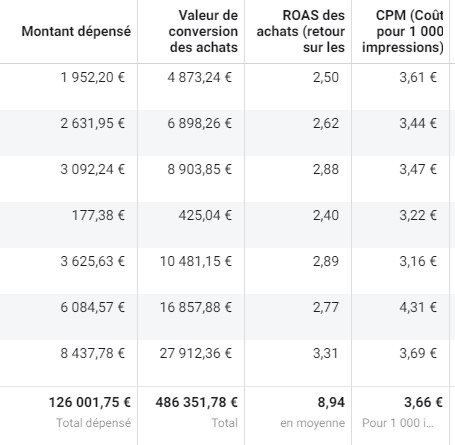 Montant dépensé Valeur de conversion des achats ROAS des achats (retour sur les CPM (Coût pour 1 000 impressions)
1 952,20 € 4 873,24 € 2,50 3,61 €
2 631,95 € 6 898,26 € 2,62 3,44 €
3 092,24 € 8 903,85 € 2,88 3,47 €
177,38 € 425,04 € 2,40 3,22 €
3 625,63 € 10 481,15 € 2,89 3,16 €
6 084,57 € 16 857,88 € 2,77 4,31 €
8 437,78 € 27 912,36 € 3,31 3,69 €
126 001,75 € 486 351,78 € 8,94 3,66 €
Total dépensé Total en moyenne Pour 1 000 i...